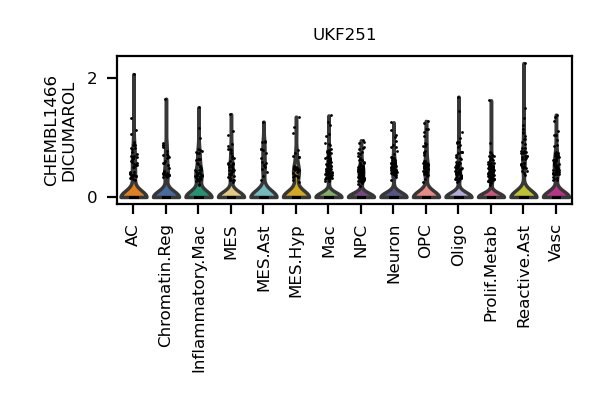 UKF251
CHEMBL1466
DICUMAROL
2
0
AC
Chromatin.Reg
Inflammatory.Mac
MES
MES.Ast
MES.Hyp
Mac
NPC
Neuron
OPC
Oligo
Prolif.Metab
Reactive.Ast
Vasc